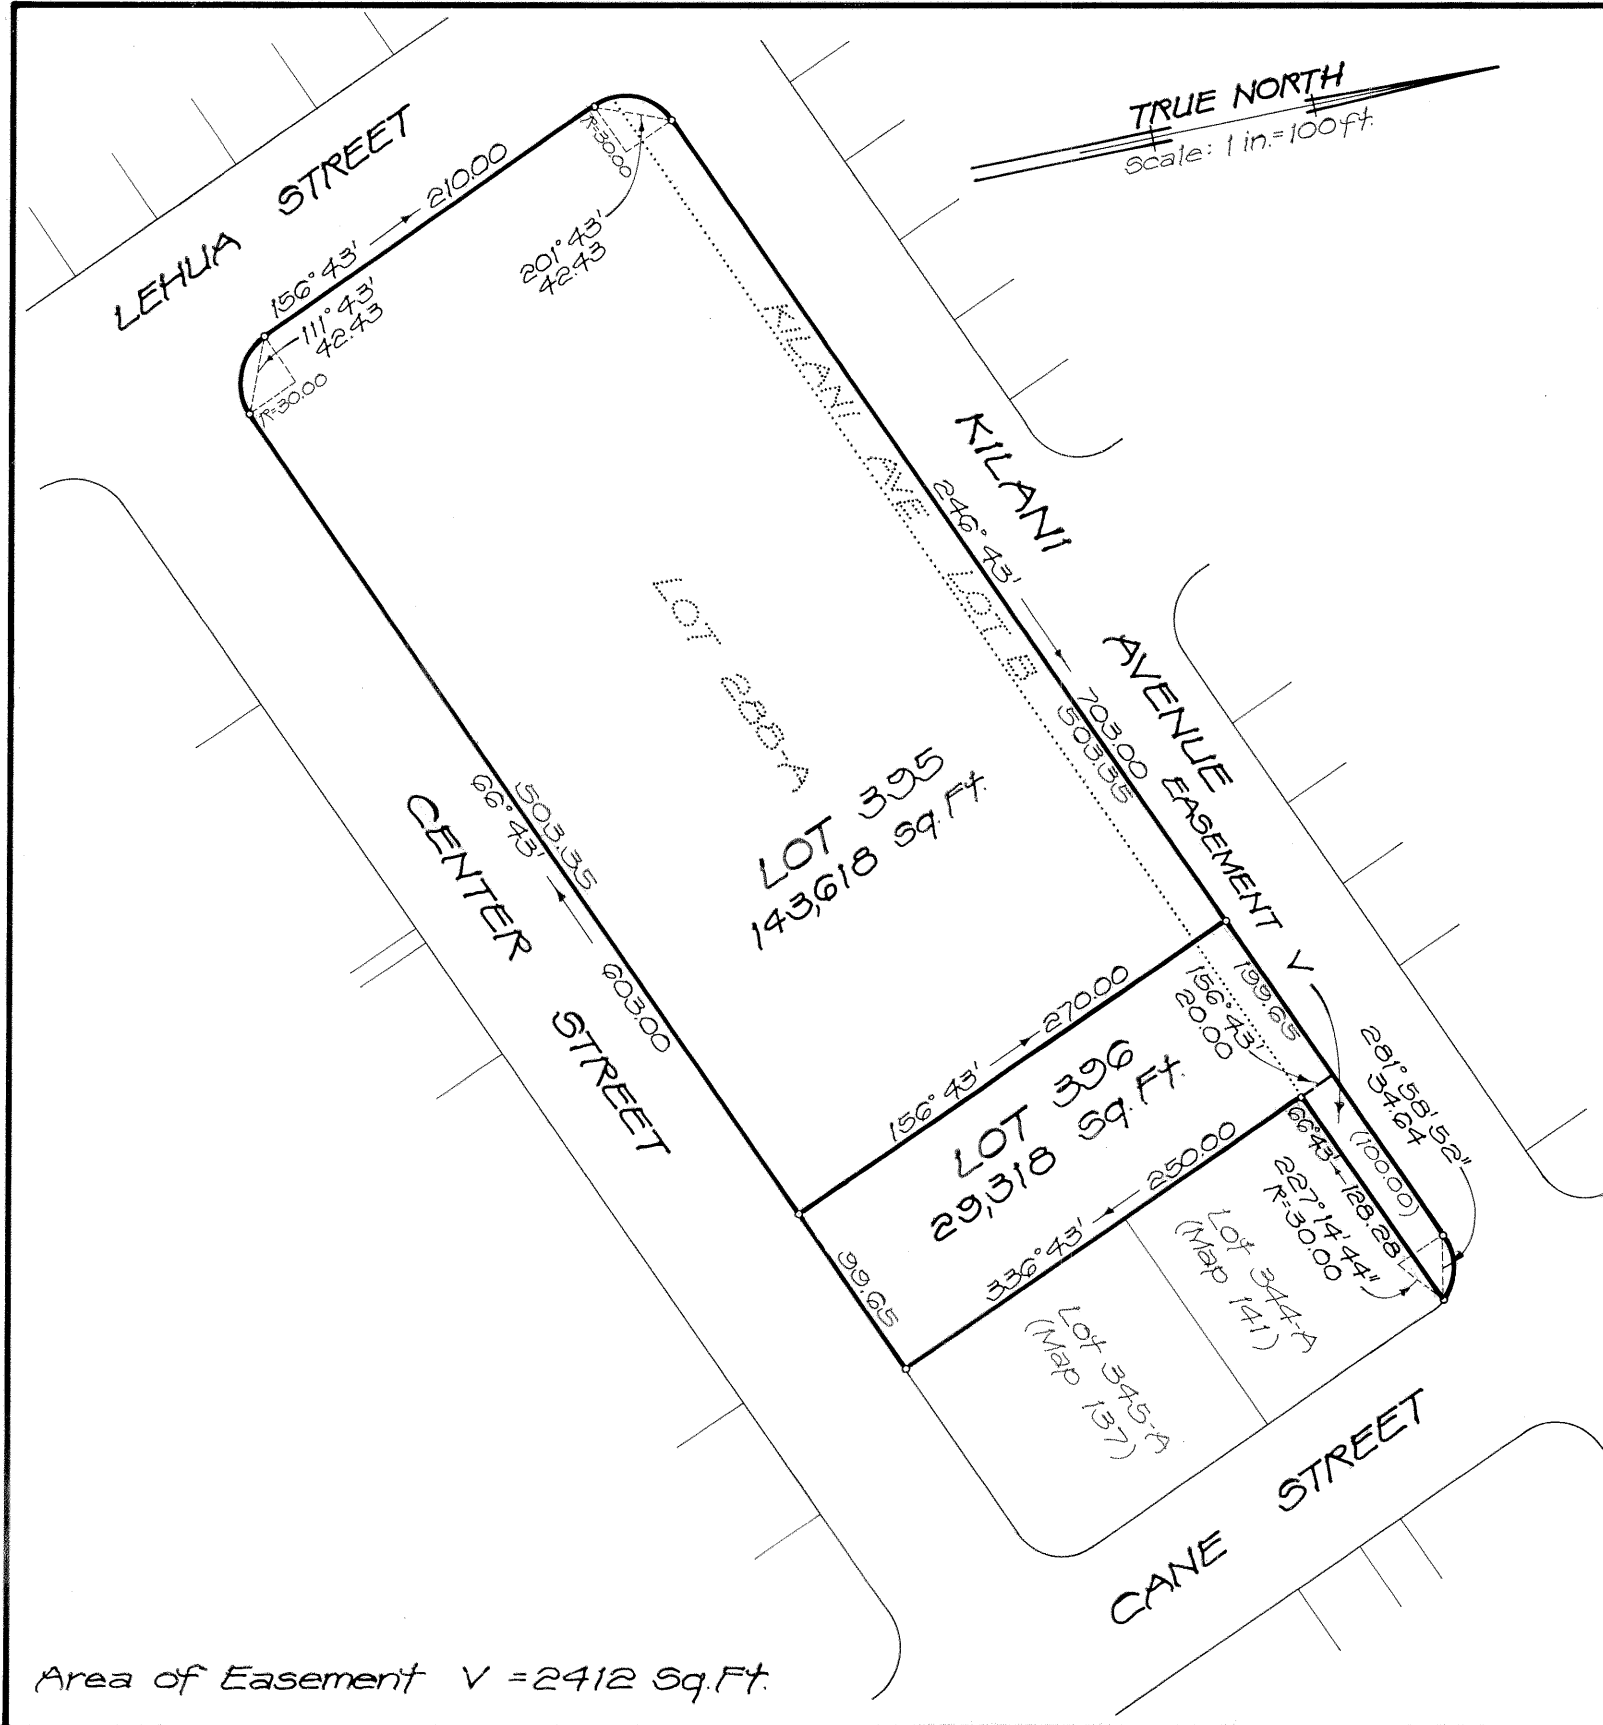 TRUE NORTH
Scale: 1 in.=100 ft.
LEHUA STREET
156°43' 210.00
R=30.00
201°43'
42.43
111°43'
42.43
R=30.00
KILANI AVE LOT B
KILANI AVENUE
246°43' 703.00
503.35
LOT 288-A
LOT 395
143,618 Sq.Ft.
CENTER STREET
503.35
66°43' 603.00
EASEMENT V
199.65
156°43'
20.00
281°58'52"
34.64
156°43' 270.00
LOT 396
29,318 Sq.Ft.
336°43' 250.00
99.65
66°43' 128.28
(100.00)
227°14'44"
R=30.00
Lot 344-A
(Map 141)
Lot 345-A
(Map 137)
CANE STREET
Area of Easement V = 2412 Sq.Ft.